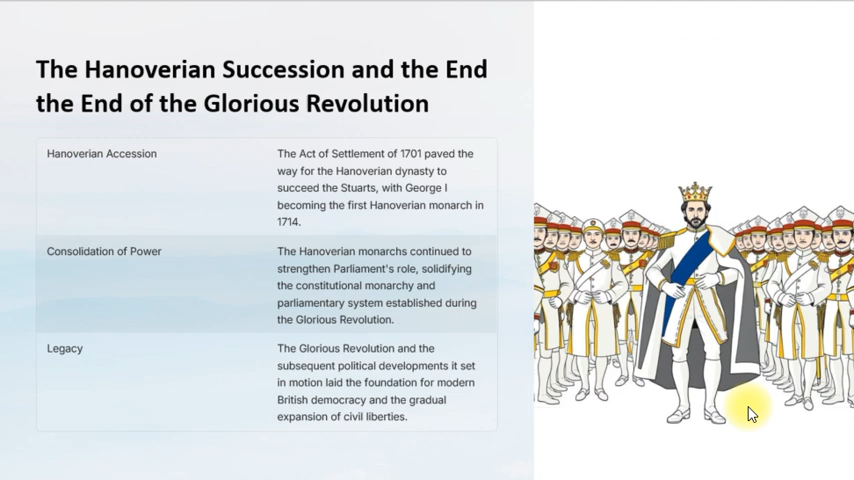 The Hanoverian Succession and the End
the End of the Glorious Revolution
Hanoverian Accession
The Act of Settlement of 1701 paved the
way for the Hanoverian dynasty to
succeed the Stuarts, with George I
becoming the first Hanoverian monarch in
1714.
Consolidation of Power
The Hanoverian monarchs continued to
strengthen Parliament's role, solidifying
the constitutional monarchy and
parliamentary system established during
the Glorious Revolution.
Legacy
The Glorious Revolution and the
subsequent political developments it set
in motion laid the foundation for modern
British democracy and the gradual
expansion of civil liberties.